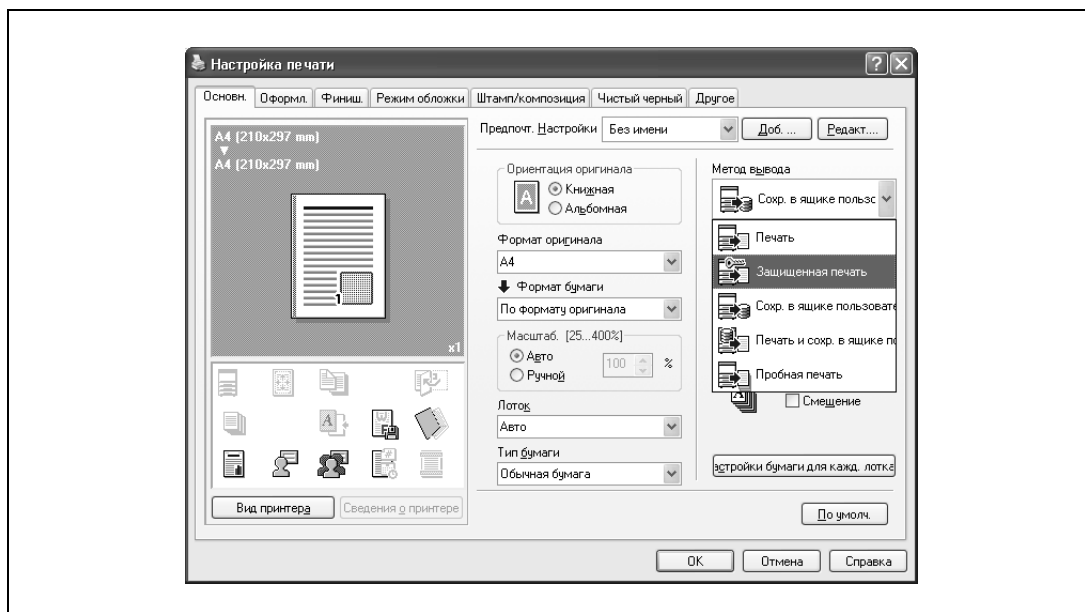 Настройка печати
Основн. Оформл. Финиш. Режим обложки Штамп/композиция Чистый черный Другое
A4 (210x297 mm)
A4 (210x297 mm)
1
x1
Вид принтера Сведения о принтере
Предпочт. Настройки Без имени Доб. ... Редакт....
Ориентация оригинала
A
Книжная
Альбомная
Формат оригинала
A4
Формат бумаги
По формату оригинала
Масштаб. [25...400%]
Авто
Ручной
100 %
Лоток
Авто
Тип бумаги
Обычная бумага
Метод вывода
Сохр. в ящике пользс
Печать
Защищенная печать
Сохр. в ящике пользовате
Печать и сохр. в ящике по
Пробная печать
Смещение
астройки бумаги для кажд. лотка
По умолч.
OK Отмена Справка